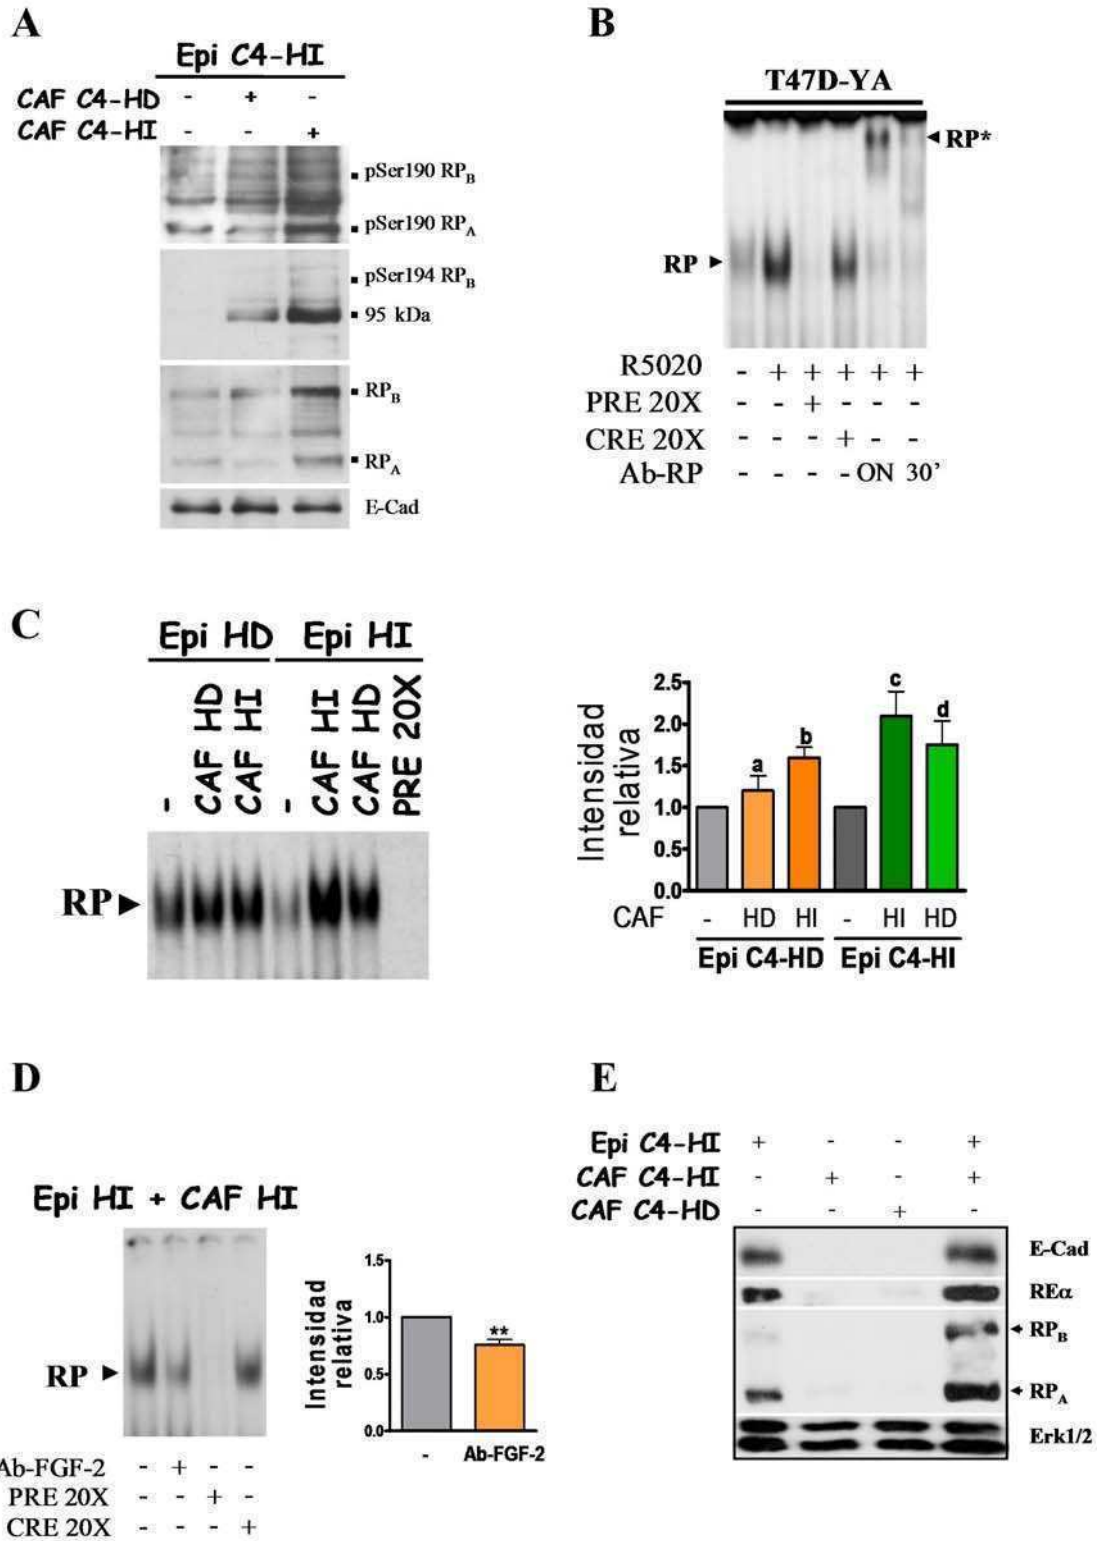 A
Epi C4-HI
CAF C4-HD - + -
CAF C4-HI - - +
pSer190 RPB
pSer190 RPA
pSer194 RPB
95 kDa
RPB
RPA
E-Cad
B
T47D-YA
RP*
RP
R5020 - + + + + +
PRE 20X - - + - - -
CRE 20X - - - + - -
Ab-RP - - - - ON 30'
C
Epi HD Epi HI
- CAF HD CAF HI - CAF HI CAF HD PRE 20X
RP
Intensidad
relativa
2.5
2.0
1.5
1.0
0.5
0.0
a b c d
CAF - HD HI - HI HD
Epi C4-HD Epi C4-HI
D
Epi HI + CAF HI
RP
Ab-FGF-2 - + - -
PRE 20X - - + -
CRE 20X - - - +
Intensidad
relativa
1.5
1.0
0.5
0.0
**
- Ab-FGF-2
E
Epi C4-HI + - - +
CAF C4-HI - + - +
CAF C4-HD - - + -
E-Cad
REα
RPB
RPA
Erk1/2